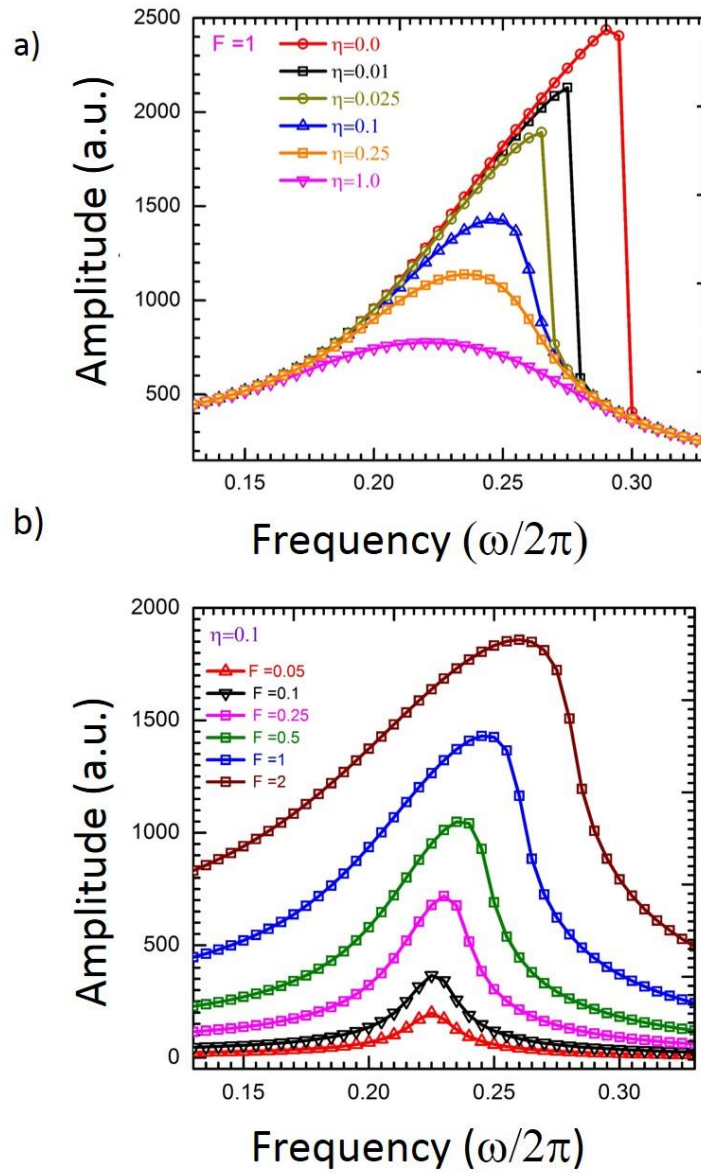 a)
F =1
η=0.0
η=0.01
η=0.025
η=0.1
η=0.25
η=1.0
2500
2000
1500
1000
500
Amplitude (a.u.)
0.15 0.20 0.25 0.30
Frequency (ω/2π)
b)
η=0.1
F =0.05
F =0.1
F =0.25
F =0.5
F =1
F =2
2000
1500
1000
500
0
Amplitude (a.u.)
0.15 0.20 0.25 0.30
Frequency (ω/2π)